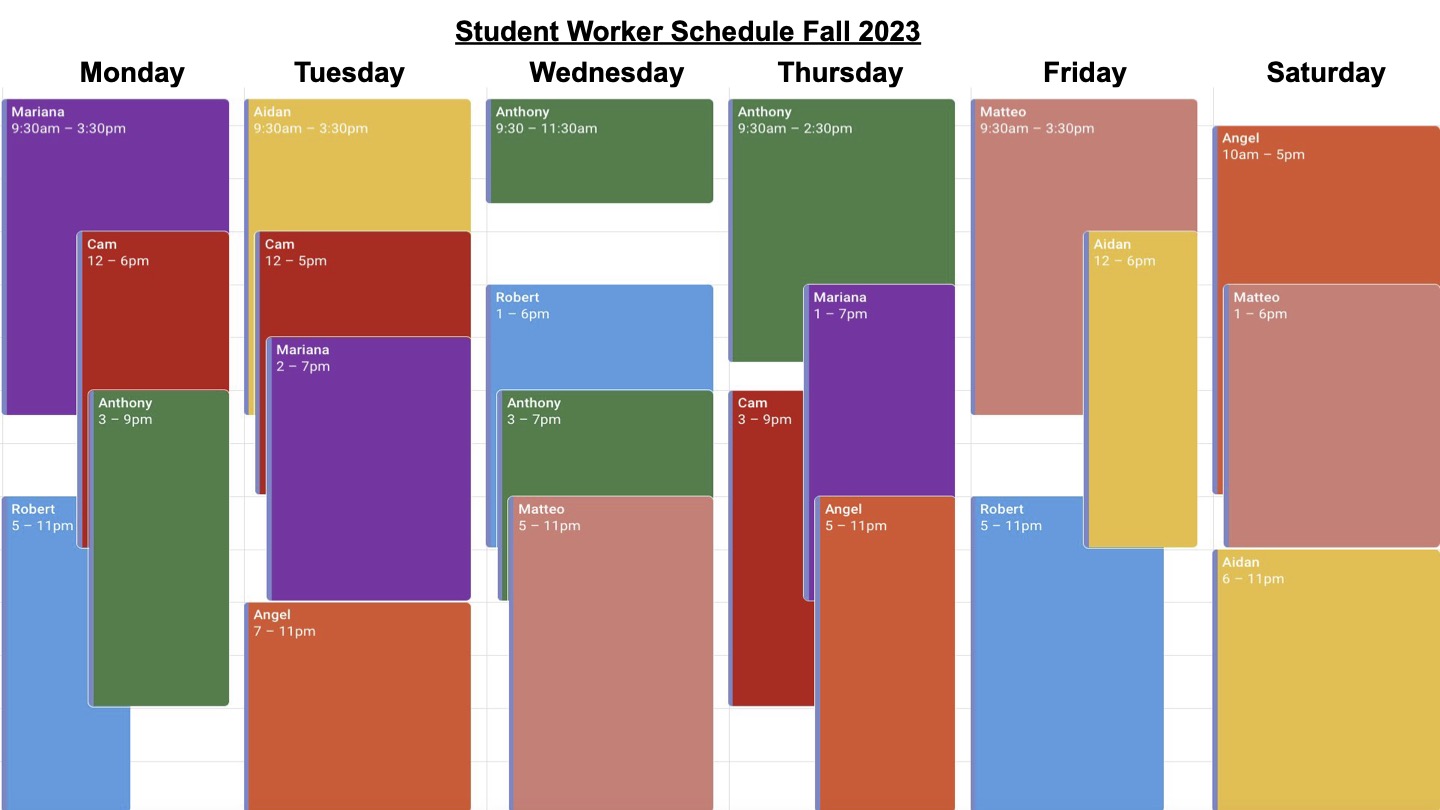 Student Worker Schedule Fall 2023
Monday
Tuesday
Wednesday
Thursday
Friday
Saturday
Mariana
9:30am – 3:30pm
Cam
12 – 6pm
Anthony
3 – 9pm
Robert
5 – 11pm
Aidan
9:30am – 3:30pm
Cam
12 – 5pm
Mariana
2 – 7pm
Angel
7 – 11pm
Anthony
9:30 – 11:30am
Robert
1 – 6pm
Anthony
3 – 7pm
Matteo
5 – 11pm
Anthony
9:30am – 2:30pm
Mariana
1 – 7pm
Cam
3 – 9pm
Angel
5 – 11pm
Matteo
9:30am – 3:30pm
Aidan
12 – 6pm
Robert
5 – 11pm
Angel
10am – 5pm
Matteo
1 – 6pm
Aidan
6 – 11pm